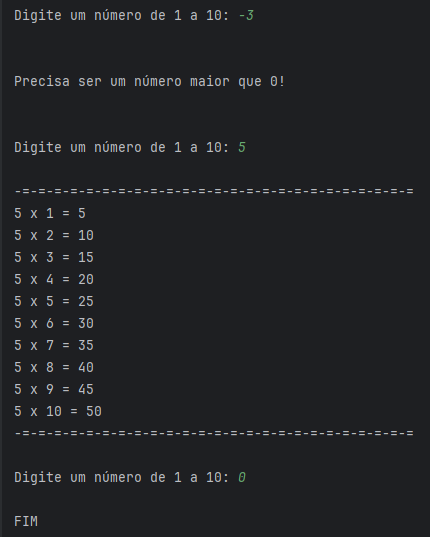 Digite um número de 1 a 10: -3
Precisa ser um número maior que 0!
Digite um número de 1 a 10: 5
-=-=-=-=-=-=-=-=-=-=-=-=-=-=-=-=-=-=-=-=-=-=-=-=-=
5 x 1 = 5
5 x 2 = 10
5 x 3 = 15
5 x 4 = 20
5 x 5 = 25
5 x 6 = 30
5 x 7 = 35
5 x 8 = 40
5 x 9 = 45
5 x 10 = 50
-=-=-=-=-=-=-=-=-=-=-=-=-=-=-=-=-=-=-=-=-=-=-=-=-=
Digite um número de 1 a 10: 0
FIM